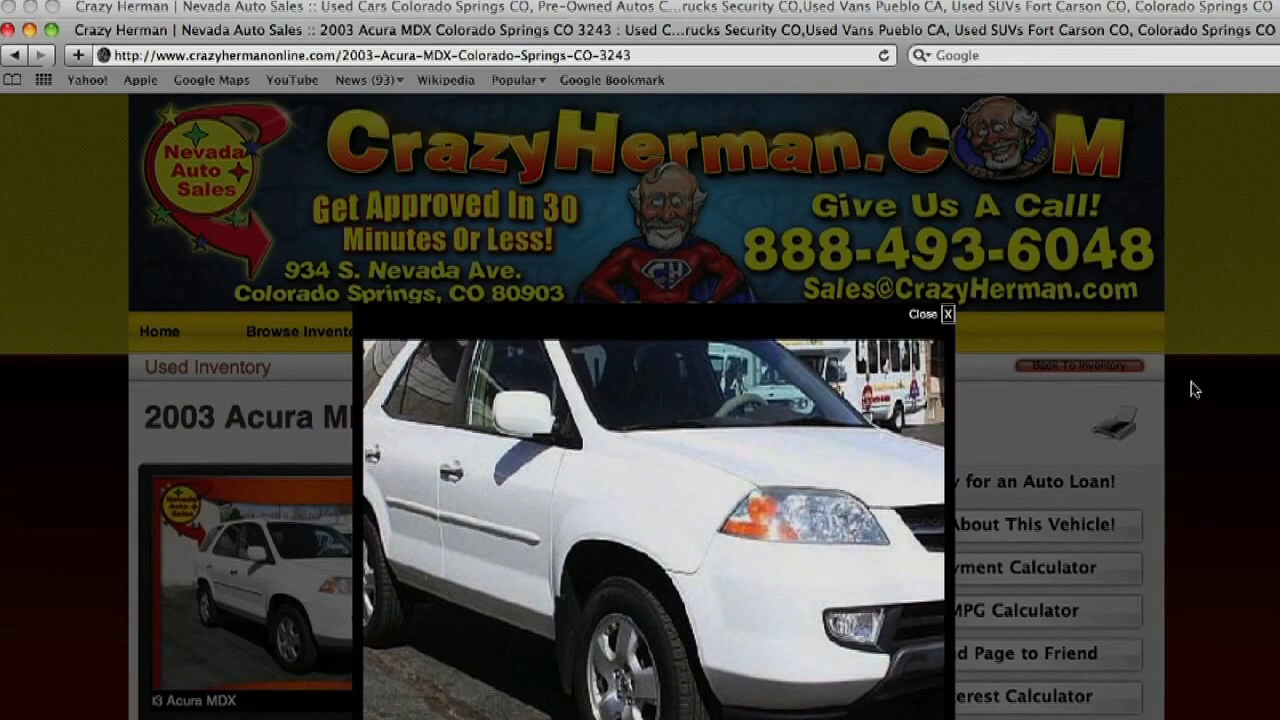 Crazy Herman | Nevada Auto Sales :: Used Cars Colorado Springs CO, Pre-Owned Autos C...rucks Security CO,Used Vans Pueblo CA, Used SUVs Fort Carson CO, Colorado Springs CO
Crazy Herman | Nevada Auto Sales :: 2003 Acura MDX Colorado Springs CO 3243 : Used C...rucks Security CO,Used Vans Pueblo CA, Used SUVs Fort Carson CO, Colorado Springs CO
http://www.crazyhermanonline.com/2003-Acura-MDX-Colorado-Springs-CO-3243
Google
Yahoo! Apple Google Maps YouTube News (93) Wikipedia Popular Google Bookmark
Nevada
Auto
Sales
CrazyHerman.COM
Get Approved In 30
Minutes Or Less!
934 S. Nevada Ave.
Colorado Springs, CO 80903
CH
Give Us A Call!
888-493-6048
Sales@CrazyHerman.com
Close X
Home Browse Invento
Used Inventory
Back To Inventory
2003 Acura M
y for an Auto Loan!
About This Vehicle!
yment Calculator
MPG Calculator
d Page to Friend
erest Calculator
Nevada
Auto
Sales
03 Acura MDX